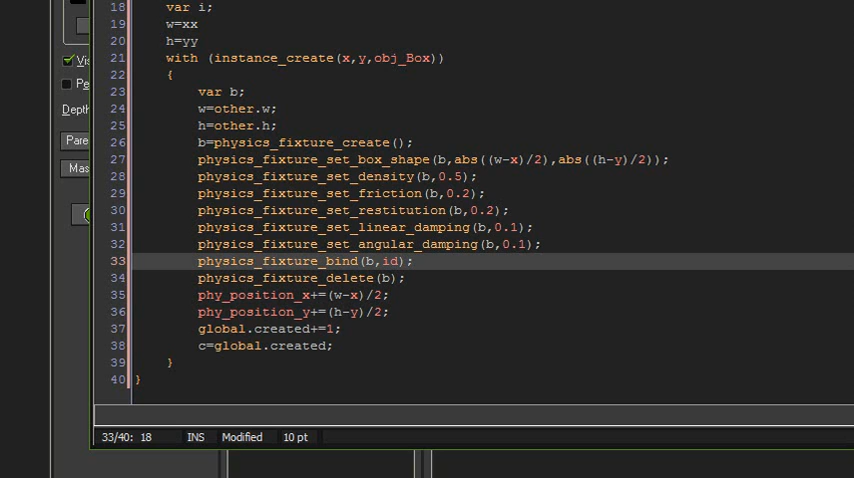 18 var i;
19 w=xx
20 h=yy
Vis
21 with (instance_create(x,y,obj_Box))
22 {
Pe
23 var b;
24 w=other.w;
Depth
25 h=other.h;
26 b=physics_fixture_create();
Pare
27 physics_fixture_set_box_shape(b,abs((w-x)/2),abs((h-y)/2));
Mas
28 physics_fixture_set_density(b,0.5);
29 physics_fixture_set_friction(b,0.2);
30 physics_fixture_set_restitution(b,0.2);
31 physics_fixture_set_linear_damping(b,0.1);
32 physics_fixture_set_angular_damping(b,0.1);
33 physics_fixture_bind(b,id);
34 physics_fixture_delete(b);
35 phy_position_x+=(w-x)/2;
36 phy_position_y+=(h-y)/2;
37 global.created+=1;
38 c=global.created;
39 }
40 }
33/40: 18 INS Modified 10 pt